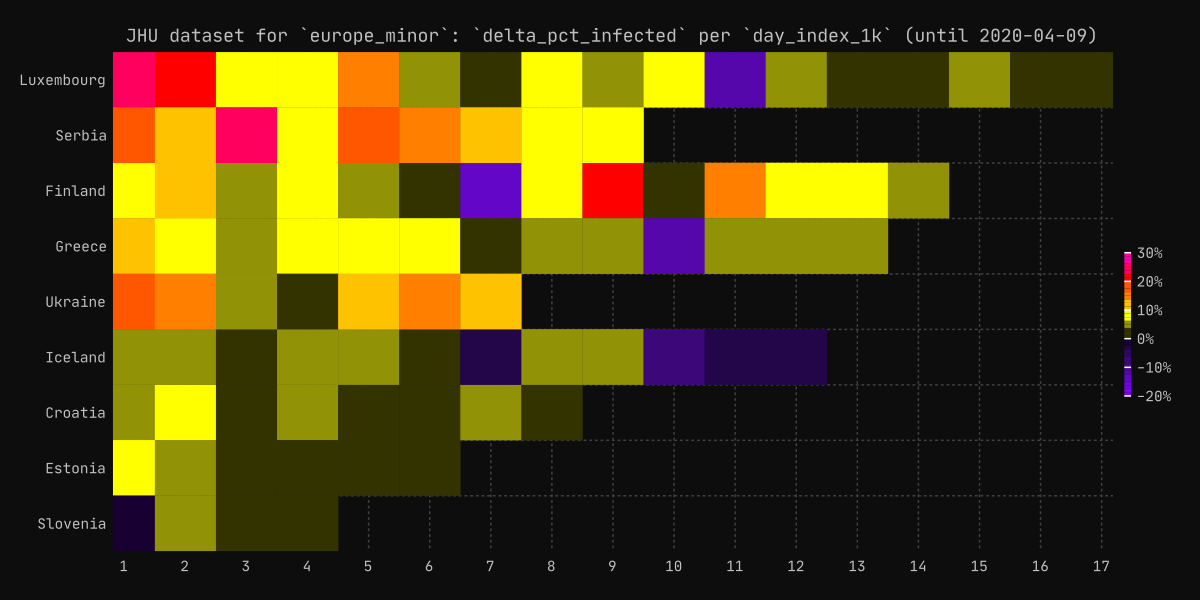 JHU dataset for `europe_minor`: `delta_pct_infected` per `day_index_1k` (until 2020-04-09)
Luxembourg
Serbia
Finland
Greece
Ukraine
Iceland
Croatia
Estonia
Slovenia
30%
20%
10%
0%
-10%
-20%
1 2 3 4 5 6 7 8 9 10 11 12 13 14 15 16 17